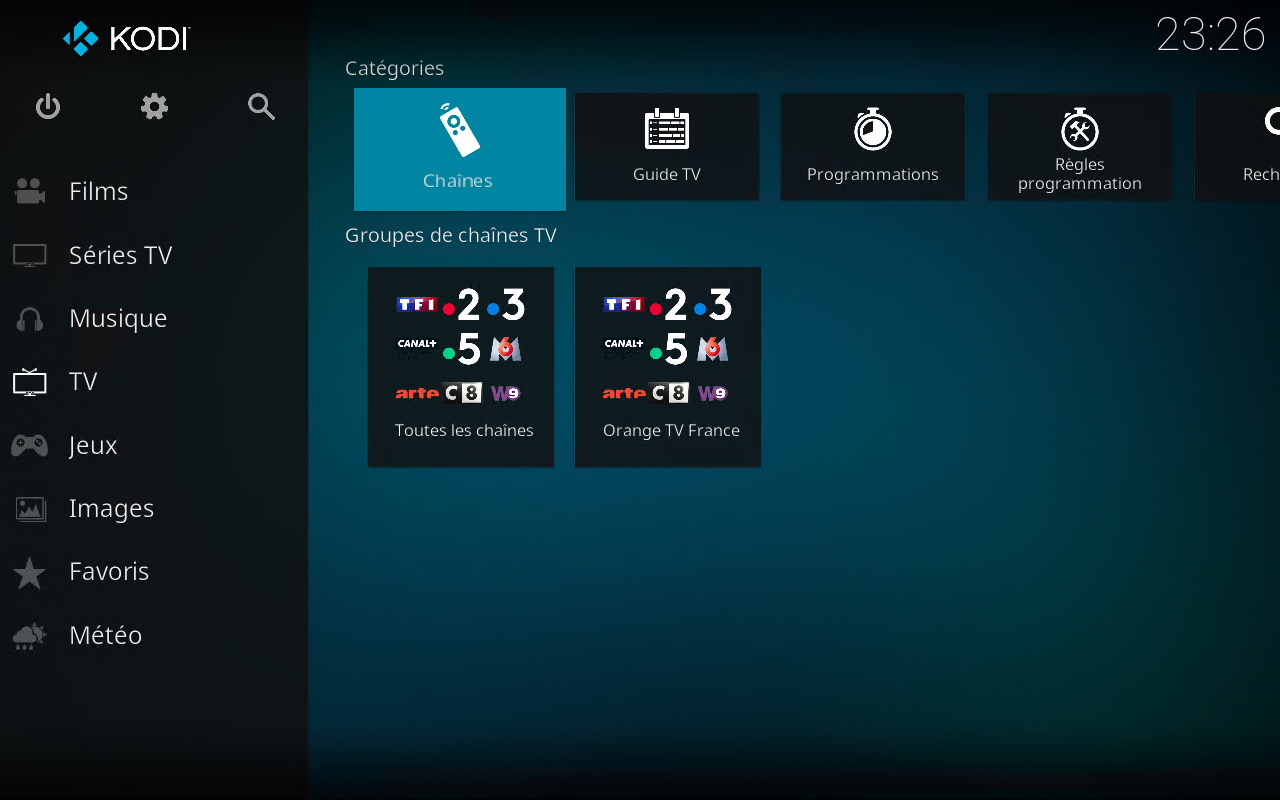 KODI
23:26
Films
Séries TV
Musique
TV
Jeux
Images
Favoris
Météo
Catégories
Chaînes
Guide TV
Programmations
Règles
programmation
Rech
Groupes de chaînes TV
TF1 2 3
CANAL+ 5 M6
arte C8 W9
Toutes les chaînes
TF1 2 3
CANAL+ 5 M6
arte C8 W9
Orange TV France